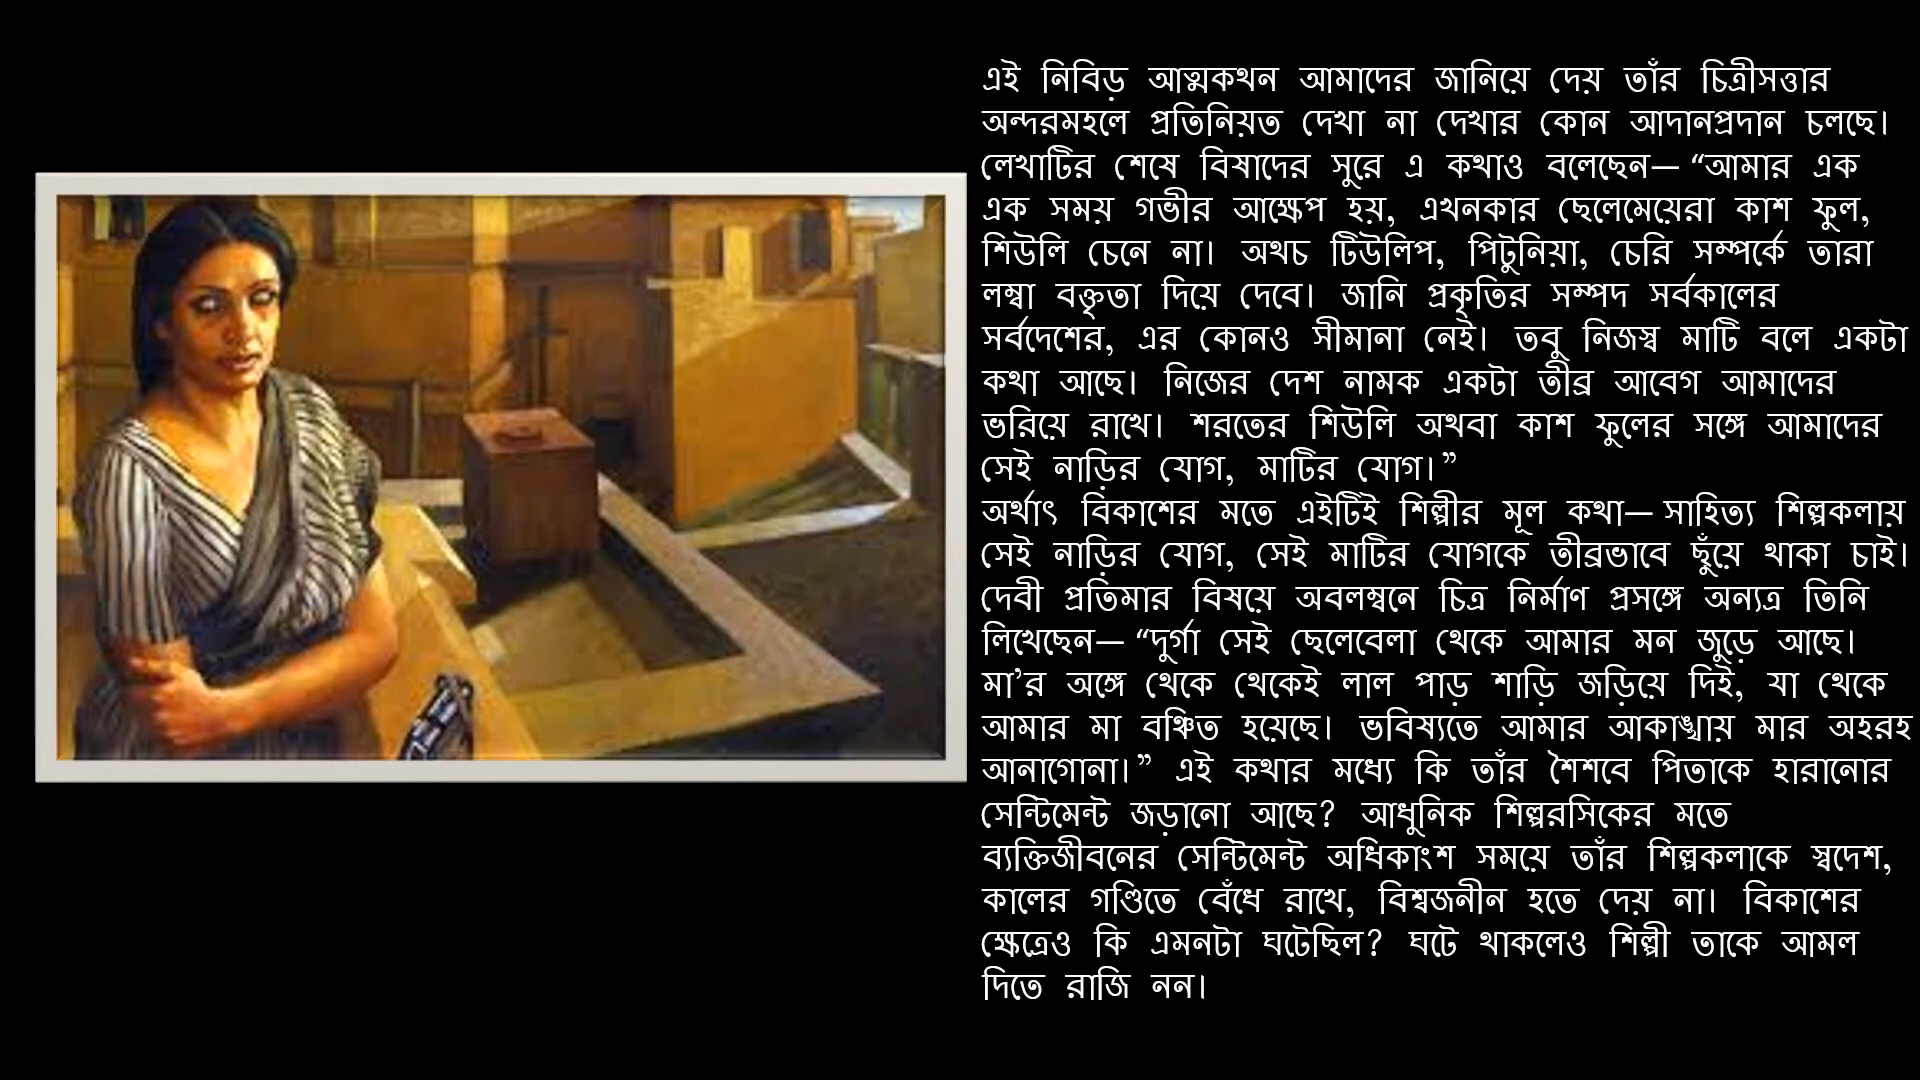 এই নিবিড় আত্মকথন আমাদের জানিয়ে দেয় তাঁর চিত্রীসত্তার
অন্দরমহলে প্রতিনিয়ত দেখা না দেখার কোন আদানপ্রদান চলছে।
লেখাটির শেষে বিষাদের সুরে এ কথাও বলেছেন— “আমার এক
এক সময় গভীর আক্ষেপ হয়, এখনকার ছেলেমেয়েরা কাশ ফুল,
শিউলি চেনে না। অথচ টিউলিপ, পিটুনিয়া, চেরি সম্পর্কে তারা
লম্বা বক্তৃতা দিয়ে দেবে। জানি প্রকৃতির সম্পদ সর্বকালের
সর্বদেশের, এর কোনও সীমানা নেই। তবু নিজস্ব মাটি বলে একটা
কথা আছে। নিজের দেশ নামক একটা তীব্র আবেগ আমাদের
ভরিয়ে রাখে। শরতের শিউলি অথবা কাশ ফুলের সঙ্গে আমাদের
সেই নাড়ির যোগ, মাটির যোগ।”
অর্থাৎ বিকাশের মতে এইটিই শিল্পীর মূল কথা— সাহিত্য শিল্পকলায়
সেই নাড়ির যোগ, সেই মাটির যোগকে তীব্রভাবে ছুঁয়ে থাকা চাই।
দেবী প্রতিমার বিষয়ে অবলম্বনে চিত্র নির্মাণ প্রসঙ্গে অন্যত্র তিনি
লিখেছেন— “দুর্গা সেই ছেলেবেলা থেকে আমার মন জুড়ে আছে।
মা’র অঙ্গে থেকে থেকেই লাল পাড় শাড়ি জড়িয়ে দিই, যা থেকে
আমার মা বঞ্চিত হয়েছে। ভবিষ্যতে আমার আকাঙ্খায় মার অহরহ
আনাগোনা।” এই কথার মধ্যে কি তাঁর শৈশবে পিতাকে হারানোর
সেন্টিমেন্ট জড়ানো আছে? আধুনিক শিল্পরসিকের মতে
ব্যক্তিজীবনের সেন্টিমেন্ট অধিকাংশ সময়ে তাঁর শিল্পকলাকে স্বদেশ,
কালের গণ্ডিতে বেঁধে রাখে, বিশ্বজনীন হতে দেয় না। বিকাশের
ক্ষেত্রেও কি এমনটা ঘটেছিল? ঘটে থাকলেও শিল্পী তাকে আমল
দিতে রাজি নন।